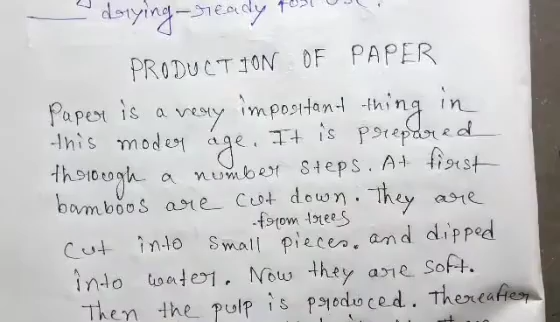 drying-ready for use.
PRODUCTION OF PAPER
Paper is a very important thing in
this moder age. It is prepared
through a number steps. At first
bamboos are cut down. They are
from trees
cut into small pieces. and dipped
into water. Now they are soft.
Then the pulp is produced. Thereafter